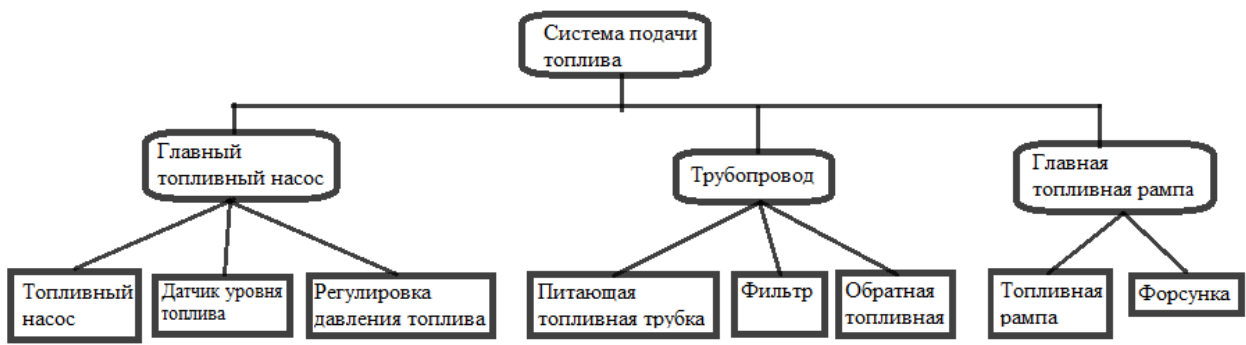 Система подачи
топлива
Главный
топливный насос
Трубопровод
Главная
топливная рампа
Топливный
насос
Датчик уровня
топлива
Регулировка
давления топлива
Питающая
топливная трубка
Фильтр
Обратная
топливная
Топливная
рампа
Форсунка